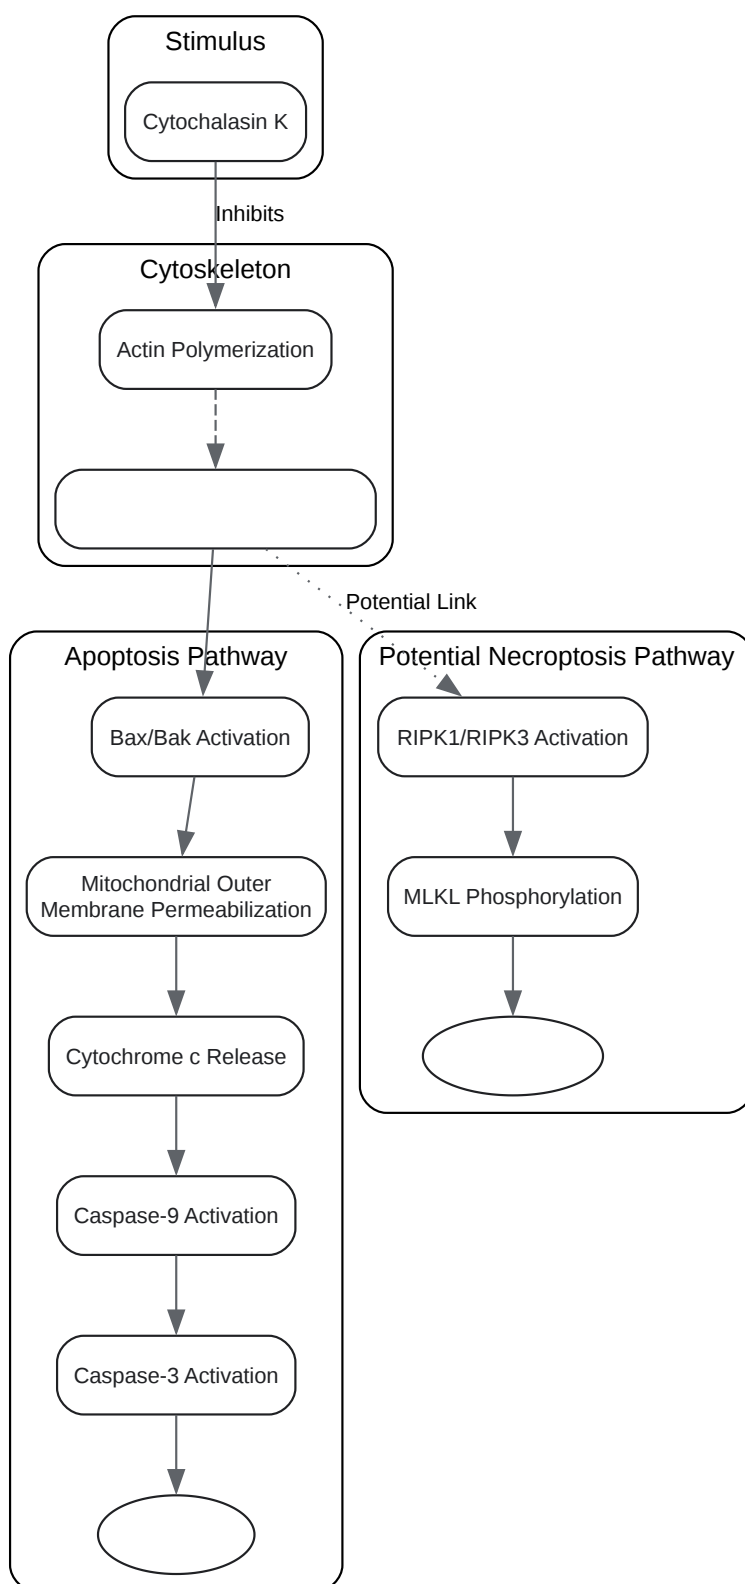 Stimulus
Cytochalasin K
Inhibits
Cytoskeleton
Actin Polymerization
Potential Link
Apoptosis Pathway
Bax/Bak Activation
Mitochondrial Outer
Membrane Permeabilization
Cytochrome c Release
Caspase-9 Activation
Caspase-3 Activation
Potential Necroptosis Pathway
RIPK1/RIPK3 Activation
MLKL Phosphorylation